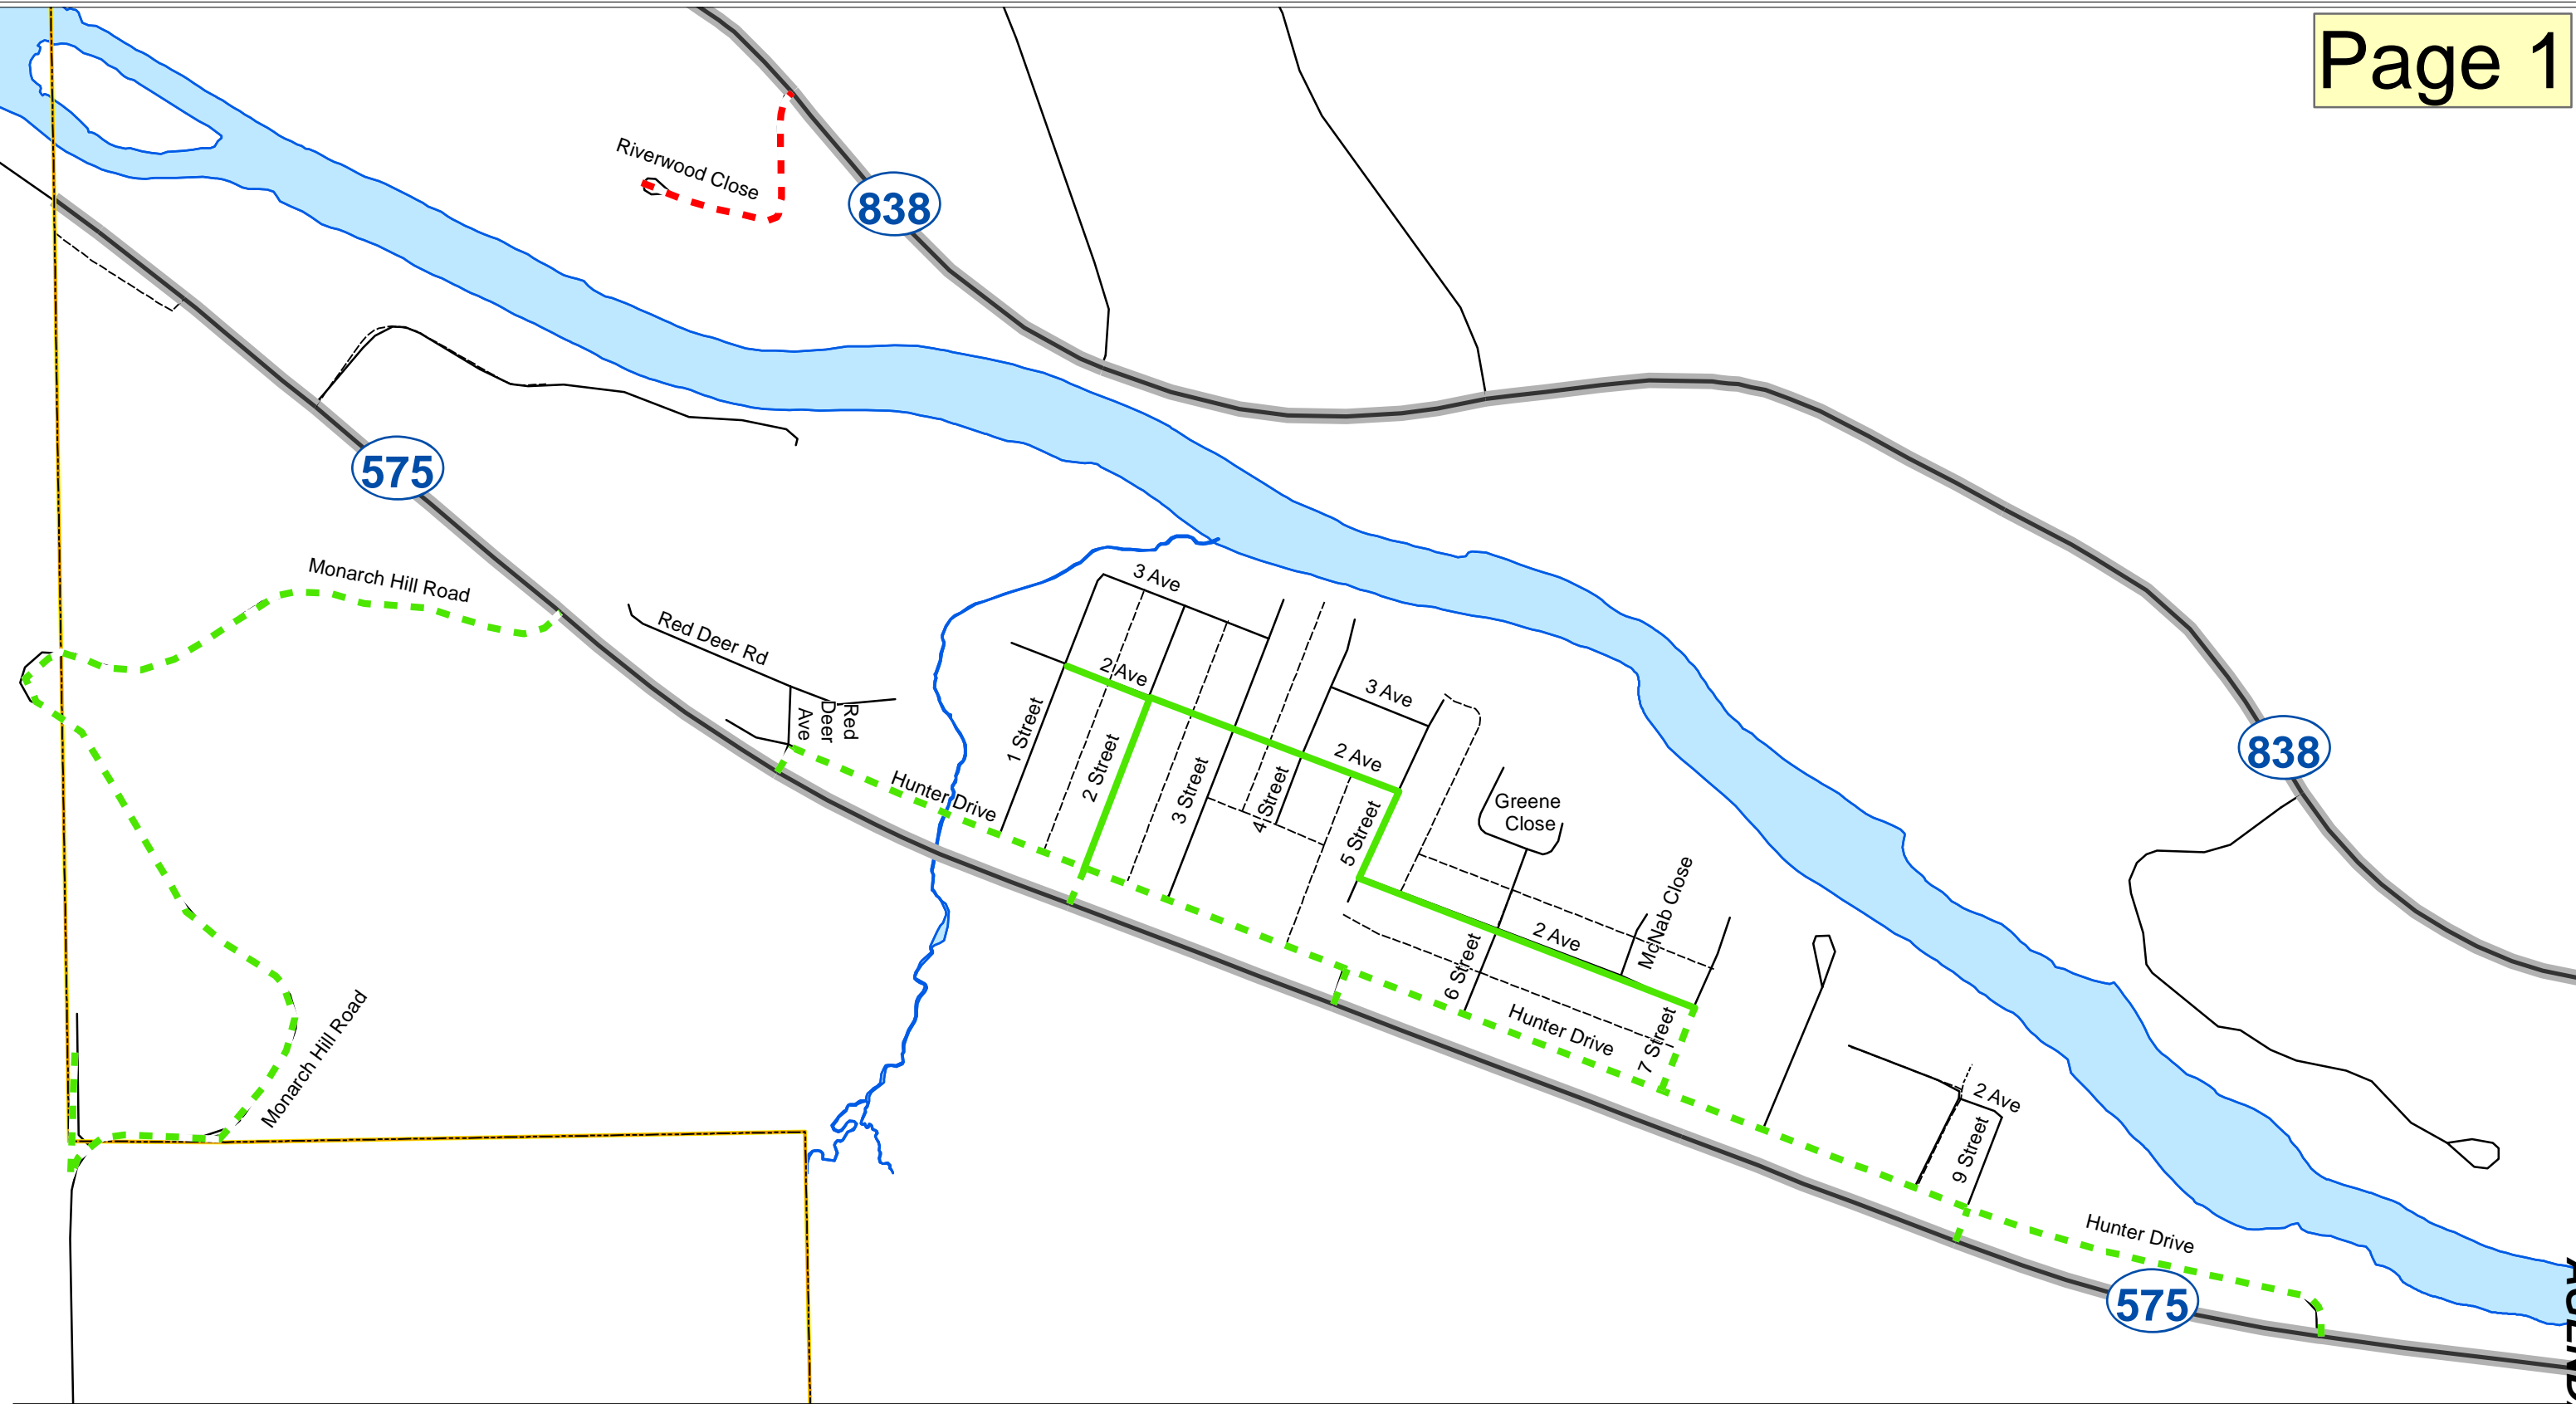 Page 1
Riverwood Close
838
575
Monarch Hill Road
3 Ave
Red Deer Rd
2 Ave
3 Ave
Red
Deer
Ave
1 Street
2 Street
2 Ave
838
Hunter Drive
3 Street
4 Street
5 Street
Greene
Close
McNab Close
2 Ave
6 Street
Hunter Drive
7 Street
Monarch Hill Road
2 Ave
9 Street
Hunter Drive
575